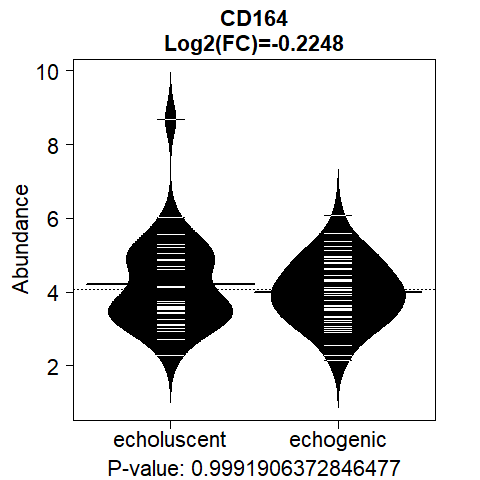 CD164
Log2(FC)=-0.2248
Abundance
10
8
6
4
2
echoluscent echogenic
P-value: 0.9991906372846477